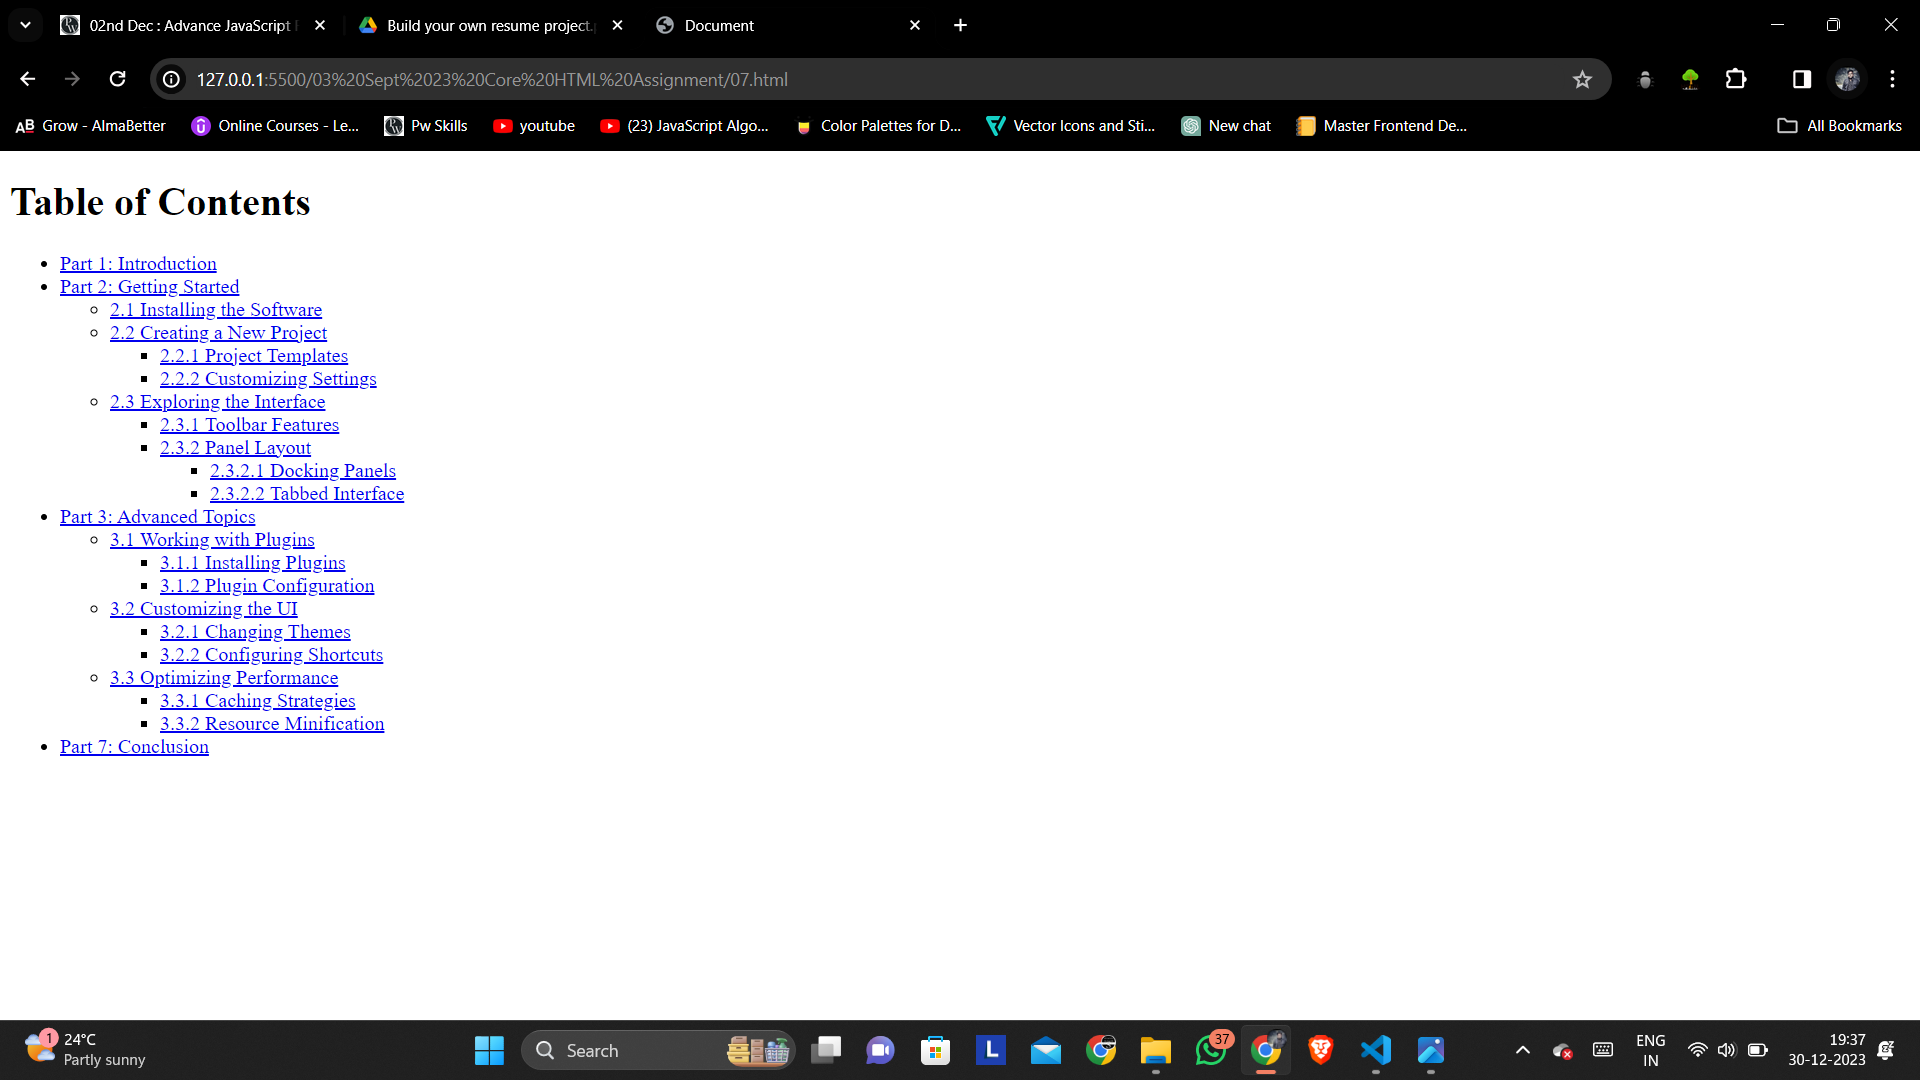 02nd Dec : Advance JavaScript
Build your own resume project.
Document
127.0.0.1:5500/03%20Sept%2023%20Core%20HTML%20Assignment/07.html
AB Grow - AlmaBetter
Online Courses - Le...
Pw Skills
youtube
(23) JavaScript Algo...
Color Palettes for D...
Vector Icons and Sti...
New chat
Master Frontend De...
All Bookmarks
Table of Contents
Part 1: Introduction
Part 2: Getting Started
2.1 Installing the Software
2.2 Creating a New Project
2.2.1 Project Templates
2.2.2 Customizing Settings
2.3 Exploring the Interface
2.3.1 Toolbar Features
2.3.2 Panel Layout
2.3.2.1 Docking Panels
2.3.2.2 Tabbed Interface
Part 3: Advanced Topics
3.1 Working with Plugins
3.1.1 Installing Plugins
3.1.2 Plugin Configuration
3.2 Customizing the UI
3.2.1 Changing Themes
3.2.2 Configuring Shortcuts
3.3 Optimizing Performance
3.3.1 Caching Strategies
3.3.2 Resource Minification
Part 7: Conclusion
1
24°C
Partly sunny
Search
L
37
ENG
IN
19:37
30-12-2023